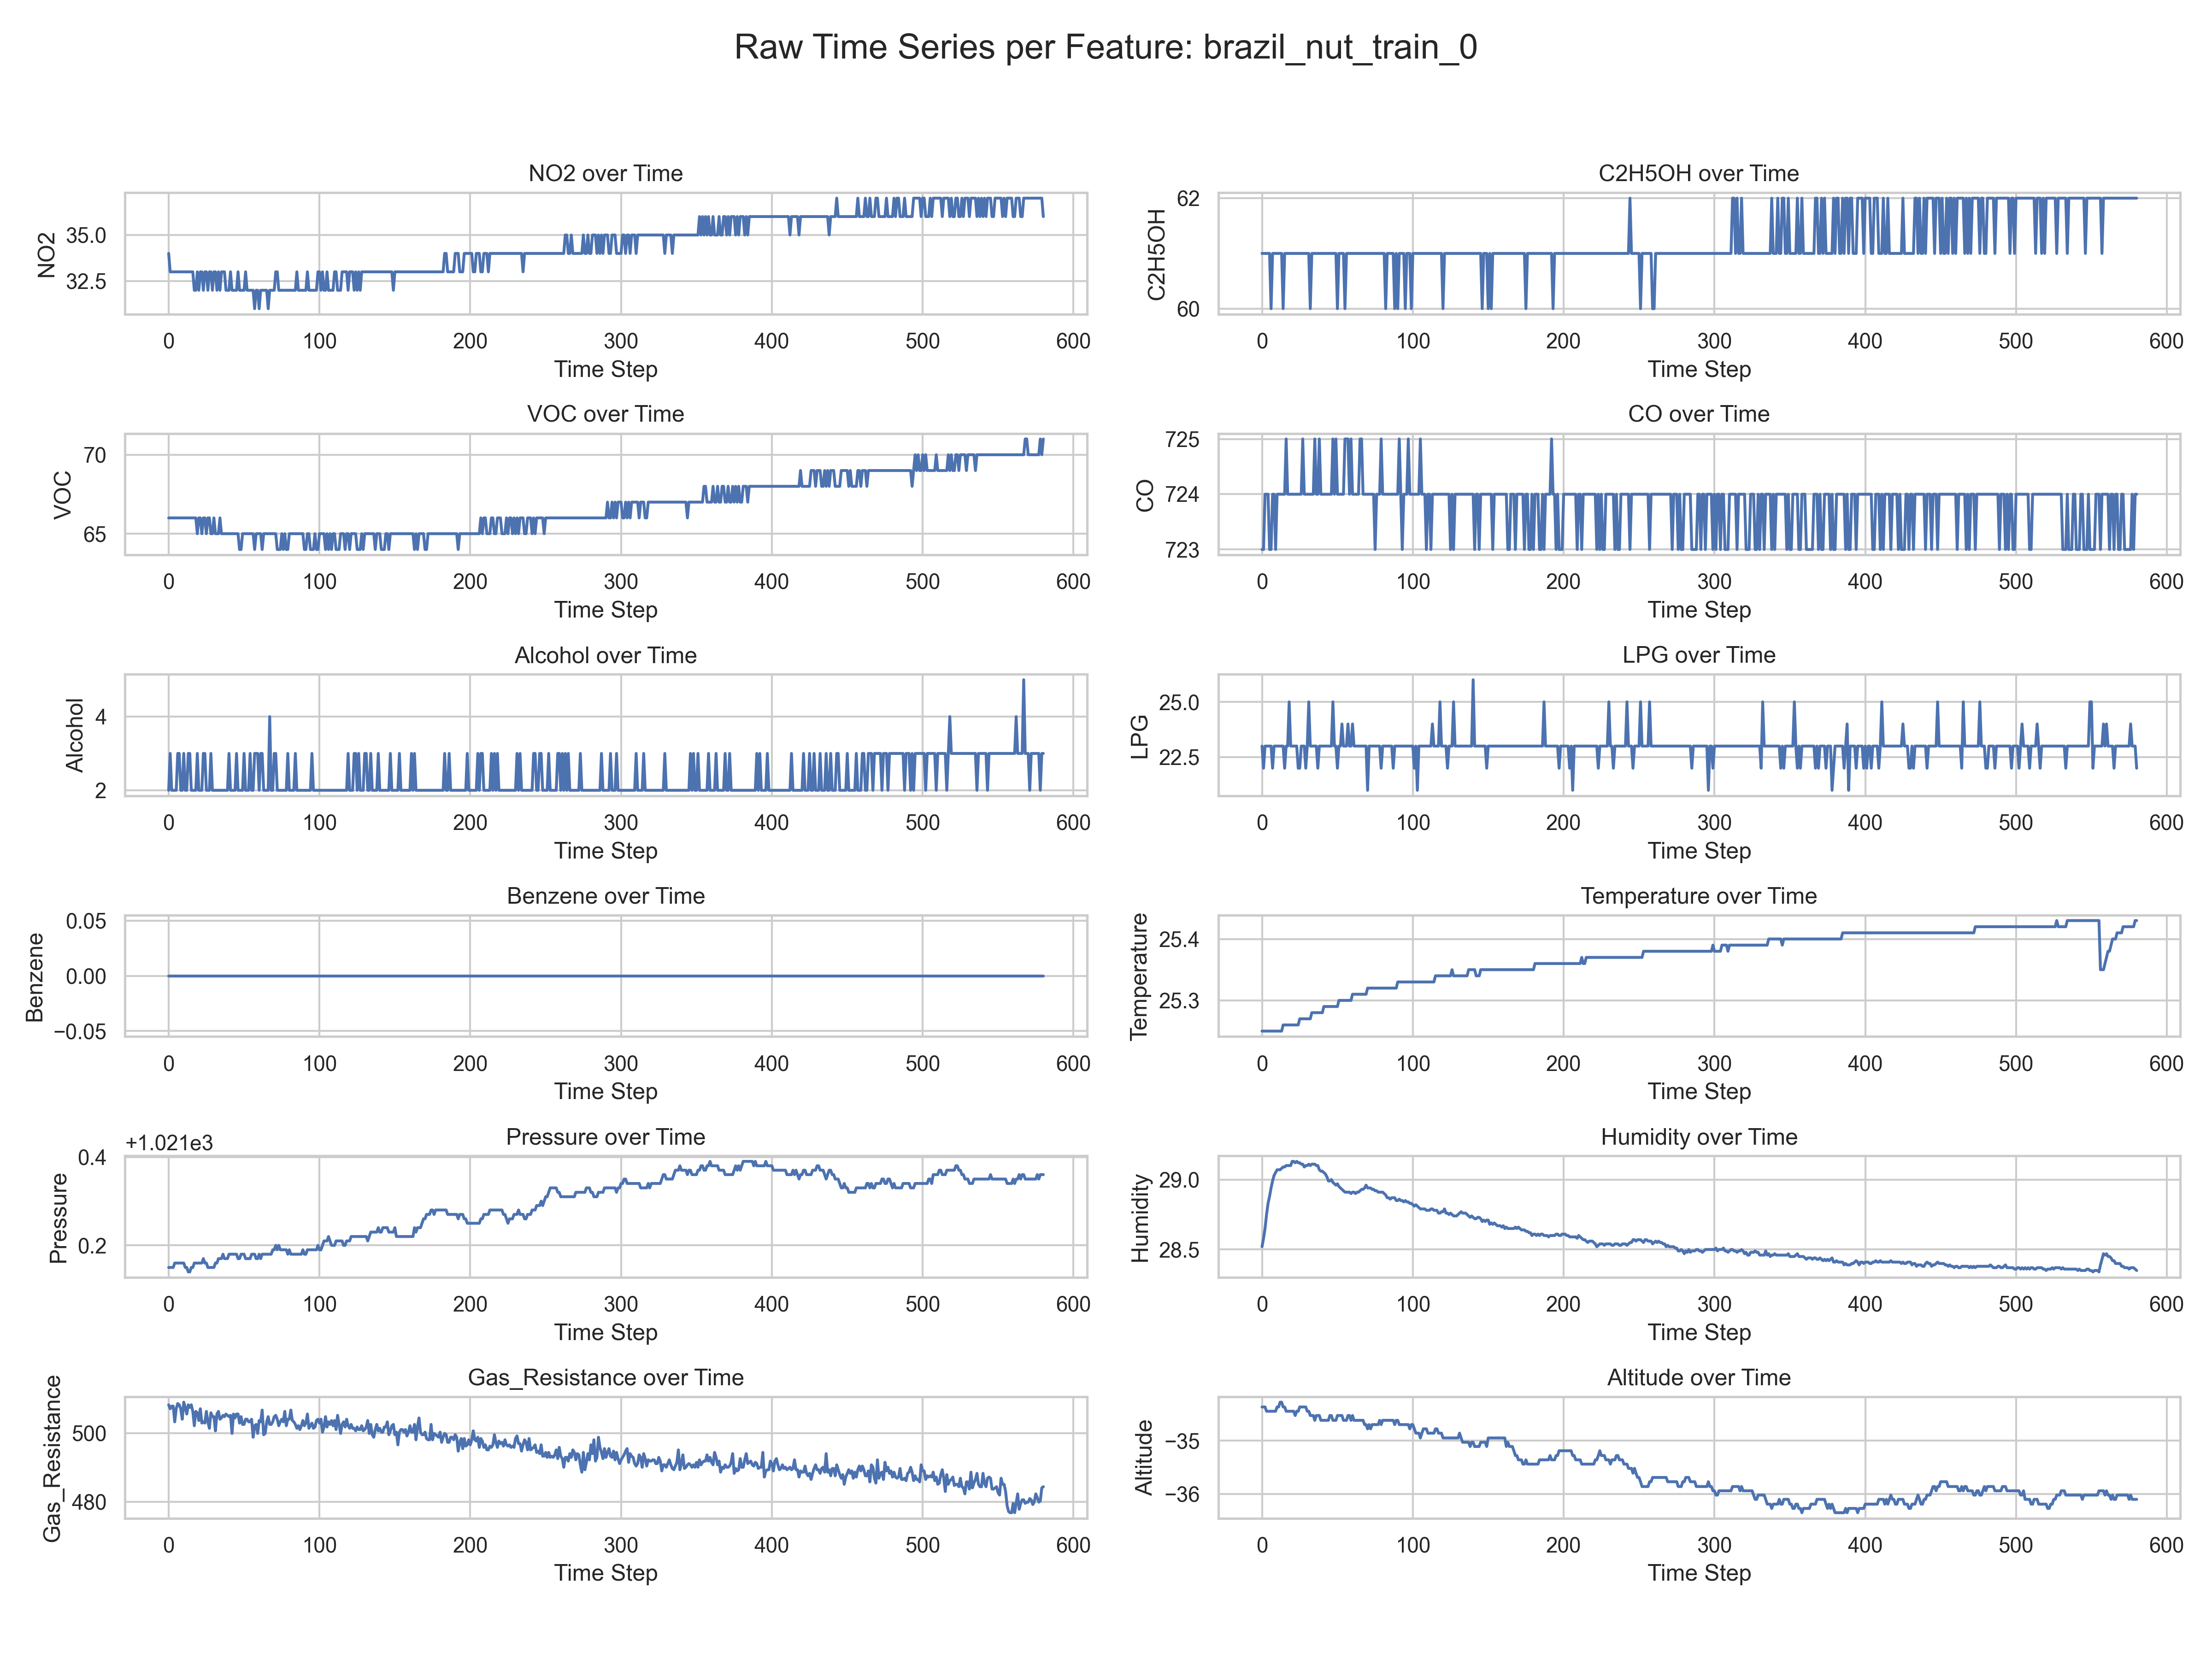 Raw Time Series per Feature: brazil_nut_train_0
NO2 over Time
NO2
35.0
32.5
0 100 200 300 400 500 600
Time Step
C2H5OH over Time
C2H5OH
62
60
0 100 200 300 400 500 600
Time Step
VOC over Time
VOC
70
65
0 100 200 300 400 500 600
Time Step
CO over Time
CO
725
724
723
0 100 200 300 400 500 600
Time Step
Alcohol over Time
Alcohol
4
2
0 100 200 300 400 500 600
Time Step
LPG over Time
LPG
25.0
22.5
0 100 200 300 400 500 600
Time Step
Benzene over Time
Benzene
0.05
0.00
−0.05
0 100 200 300 400 500 600
Time Step
Temperature over Time
Temperature
25.4
25.3
0 100 200 300 400 500 600
Time Step
+1.021e3
Pressure over Time
Pressure
0.4
0.2
0 100 200 300 400 500 600
Time Step
Humidity over Time
Humidity
29.0
28.5
0 100 200 300 400 500 600
Time Step
Gas_Resistance over Time
Gas_Resistance
500
480
0 100 200 300 400 500 600
Time Step
Altitude over Time
Altitude
−35
−36
0 100 200 300 400 500 600
Time Step